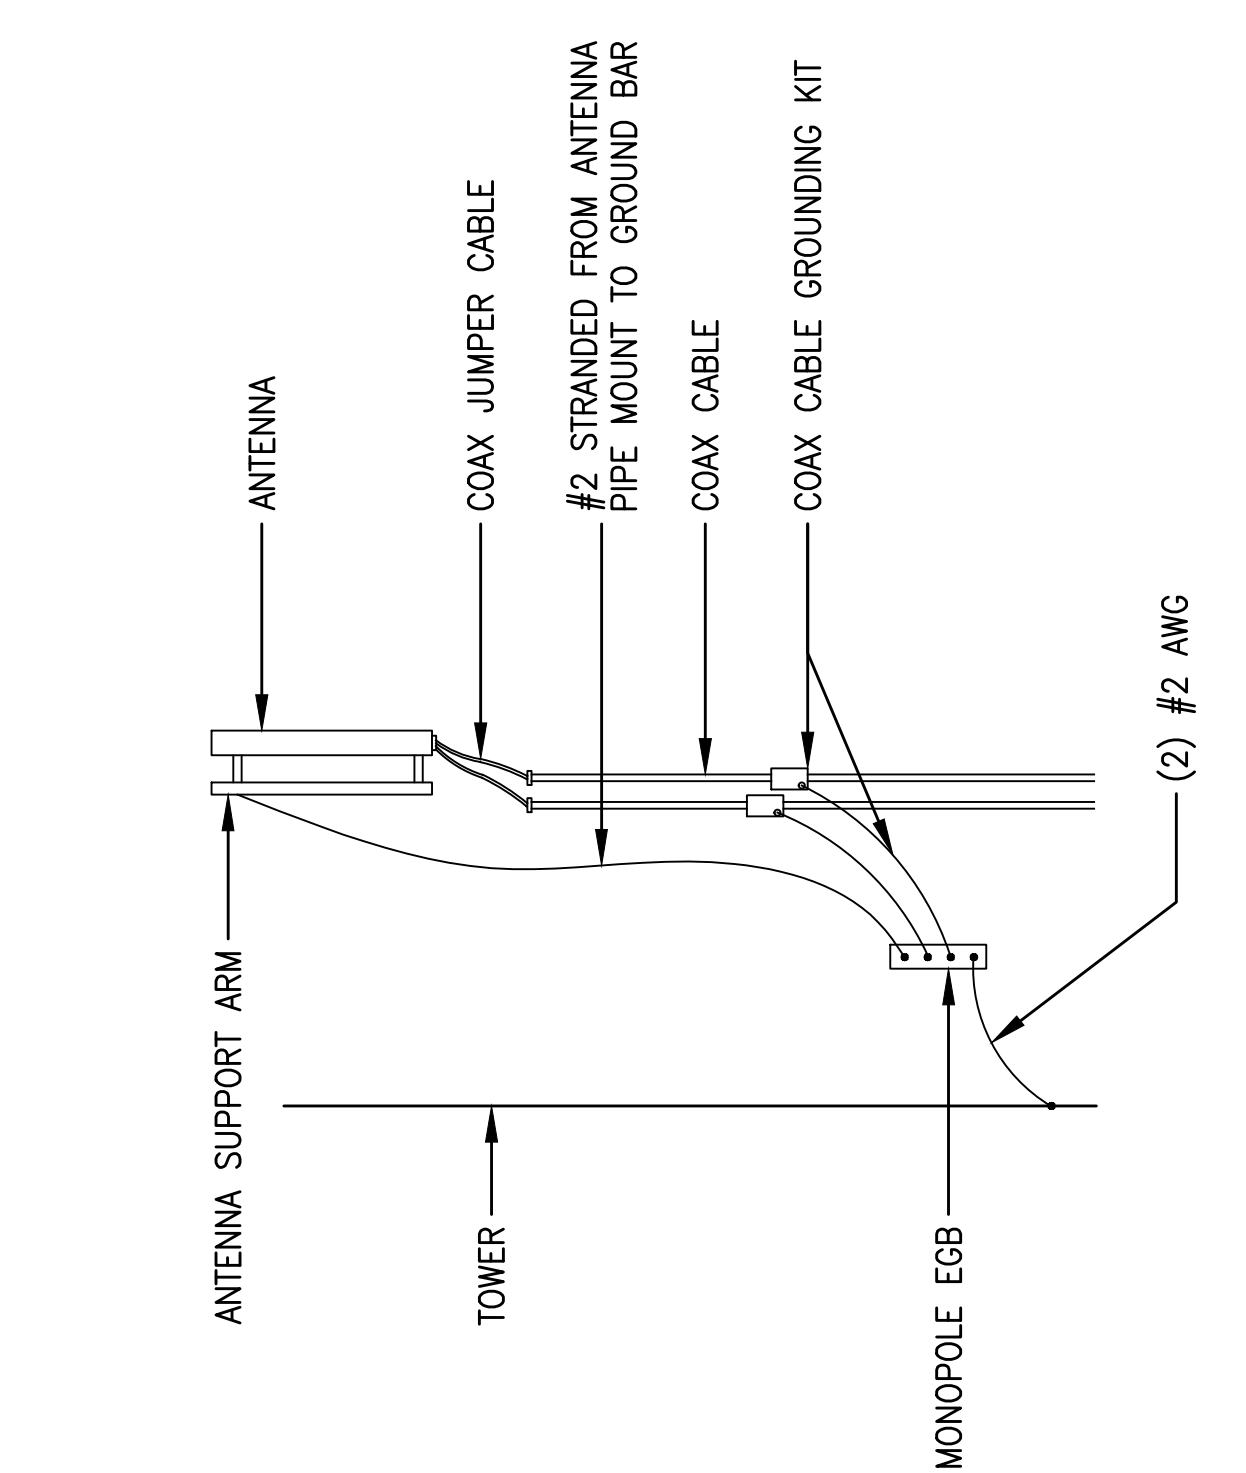 ANTENNA
COAX JUMPER CABLE
#2 STRANDED FROM ANTENNA
PIPE MOUNT TO GROUND BAR
COAX CABLE
COAX CABLE GROUNDING KIT
(2) #2 AWG
ANTENNA SUPPORT ARM
TOWER
MONOPOLE EGB